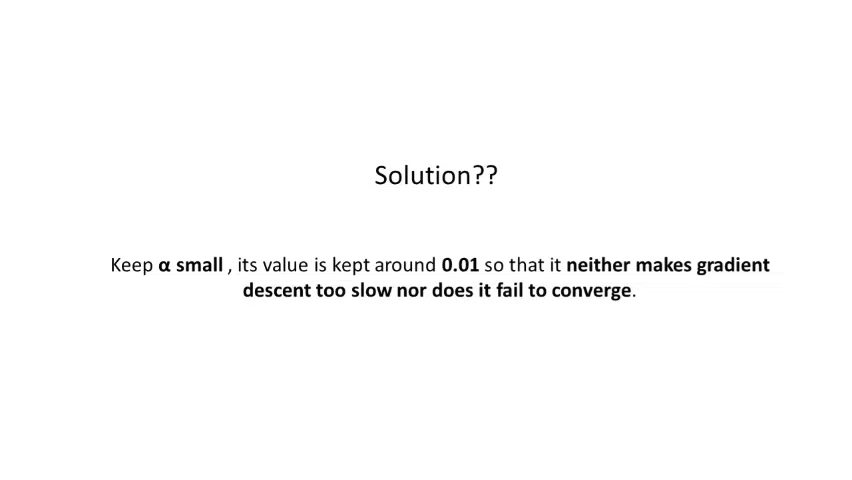 Solution??
Keep α small , its value is kept around 0.01 so that it neither makes gradient
descent too slow nor does it fail to converge.